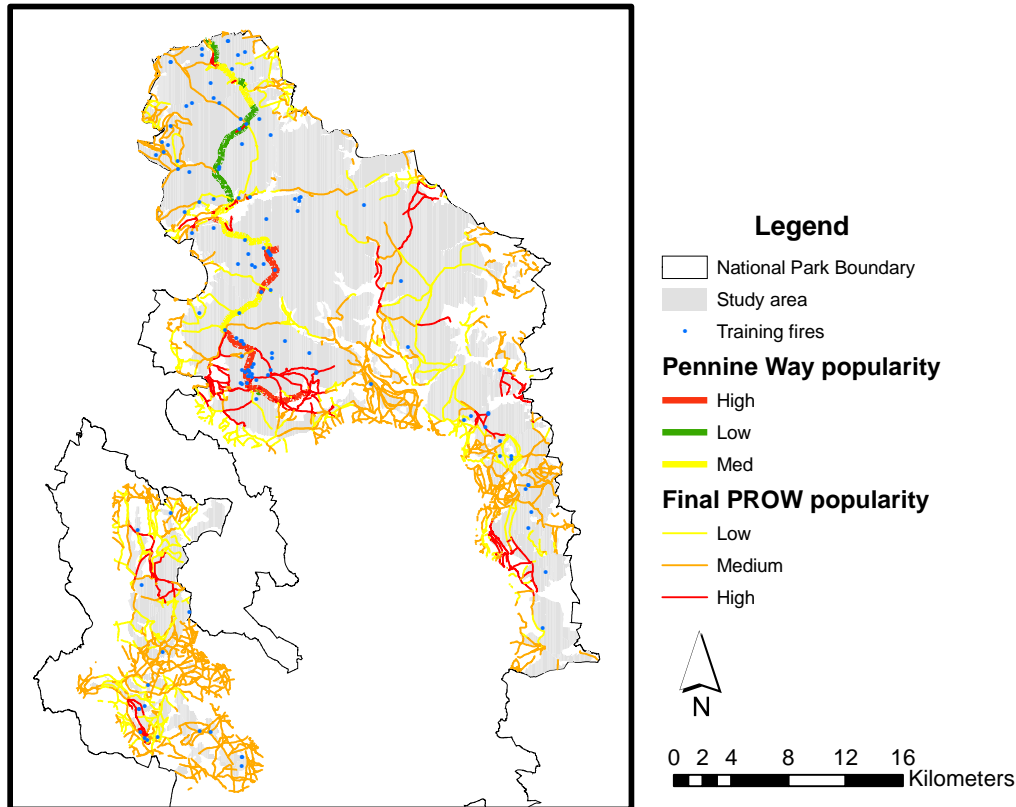 Legend
National Park Boundary
Study area
Training fires
Pennine Way popularity
High
Low
Med
Final PROW popularity
Low
Medium
High
N
0 2 4 8 12 16
Kilometers